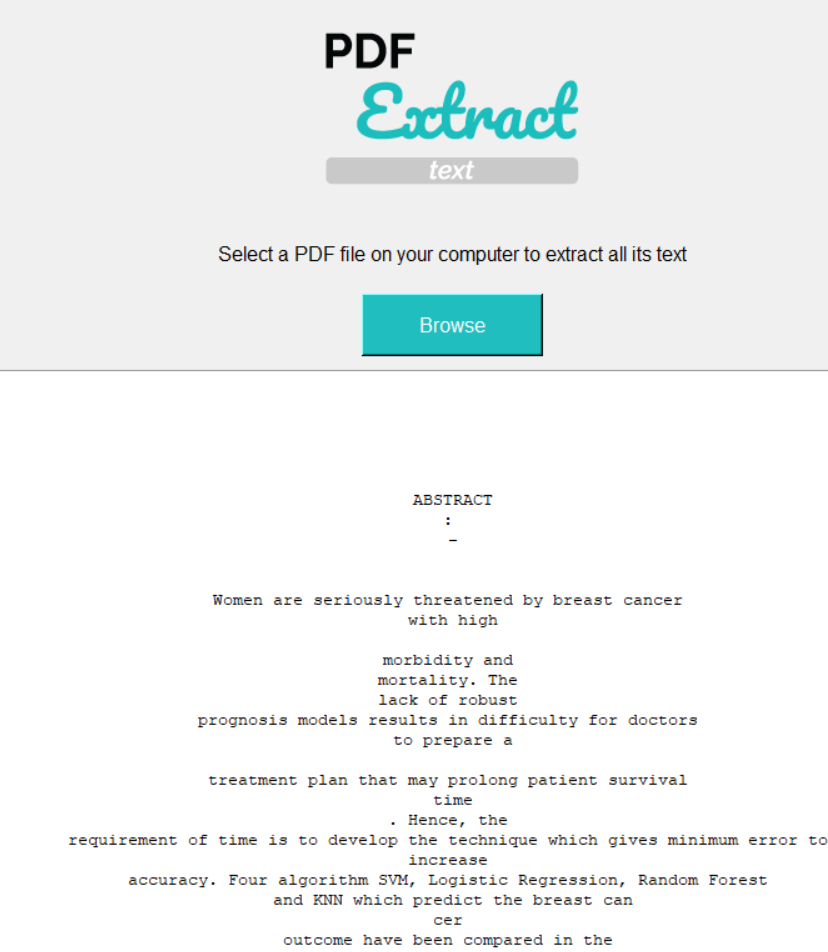 PDF
Extract
text
Select a PDF file on your computer to extract all its text
Browse
ABSTRACT
:
-
Women are seriously threatened by breast cancer
with high
morbidity and
mortality. The
lack of robust
prognosis models results in difficulty for doctors
to prepare a
treatment plan that may prolong patient survival
time
. Hence, the
requirement of time is to develop the technique which gives minimum error to
increase
accuracy. Four algorithm SVM, Logistic Regression, Random Forest
and KNN which predict the breast can
cer
outcome have been compared in the